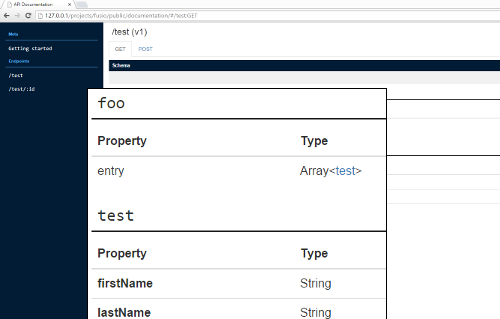 API Documentation
127.0.0.1/projects/fusio/public/documentation/#!/test/GET
Meta
Getting started
Endpoints
/test
/test/:id
/test (v1)
GET POST
Schema
foo
Property Type
entry Array<test>
test
Property Type
firstName String
lastName String